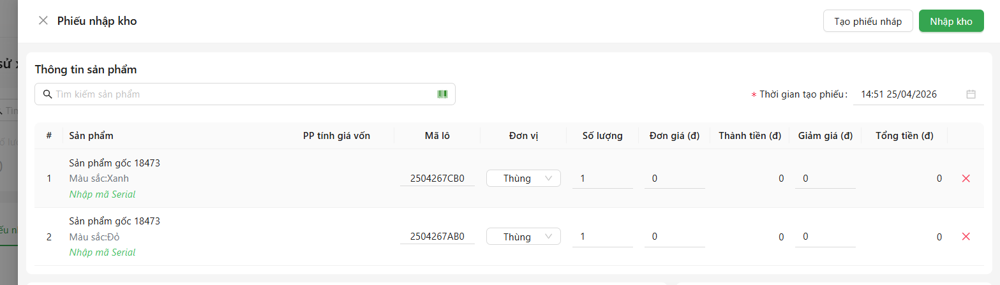 Phiếu nhập kho
Tạo phiếu nháp
Nhập kho
sử
Thông tin sản phẩm
Tìm kiếm sản phẩm
* Thời gian tạo phiếu: 14:51 25/04/2026
# Sản phẩm PP tính giá vốn Mã lô Đơn vị Số lượng Đơn giá (đ) Thành tiền (đ) Giảm giá (đ) Tổng tiền (đ)
Sản phẩm gốc 18473
1 Màu sắc:Xanh 2504267CB0 Thùng 1 0 0 0 0
Nhập mã Serial
Sản phẩm gốc 18473
2 Màu sắc:Đỏ 2504267AB0 Thùng 1 0 0 0 0
Nhập mã Serial